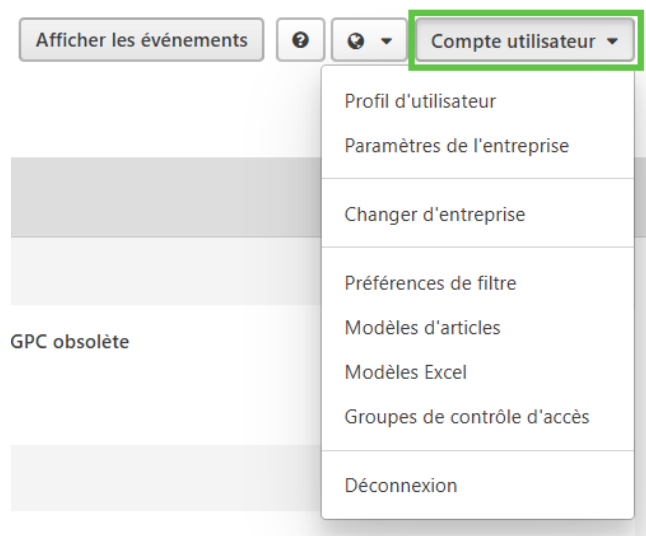 Afficher les événements
Compte utilisateur
Profil d'utilisateur
Paramètres de l'entreprise
Changer d'entreprise
Préférences de filtre
GPC obsolète
Modèles d'articles
Modèles Excel
Groupes de contrôle d'accès
Déconnexion